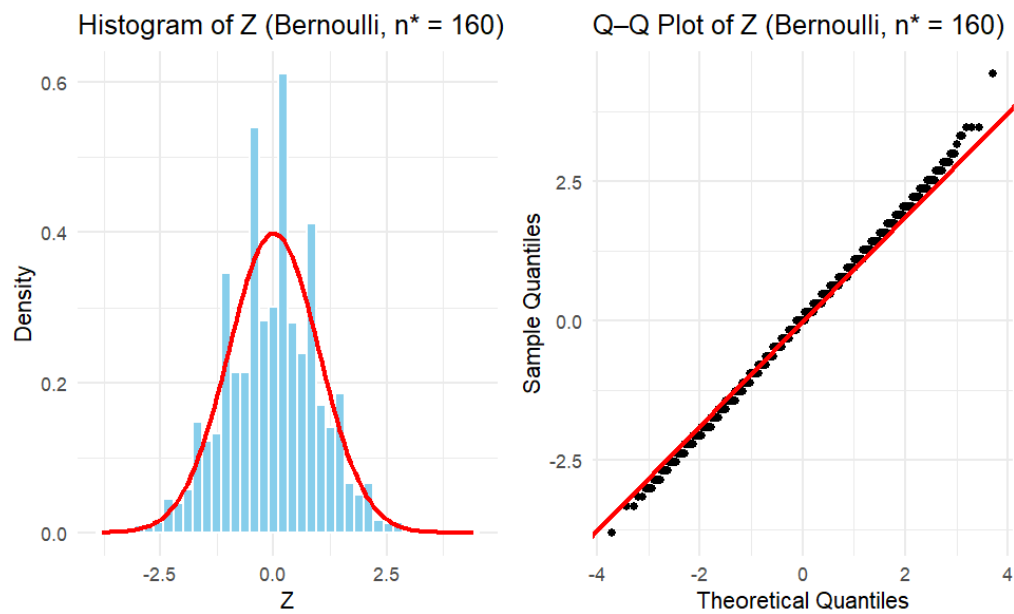 Histogram of Z (Bernoulli, n* = 160)
Density
0.6
0.4
0.2
0.0
-2.5
0.0
2.5
Z
Q–Q Plot of Z (Bernoulli, n* = 160)
Sample Quantiles
2.5
0.0
-2.5
-4
-2
0
2
4
Theoretical Quantiles